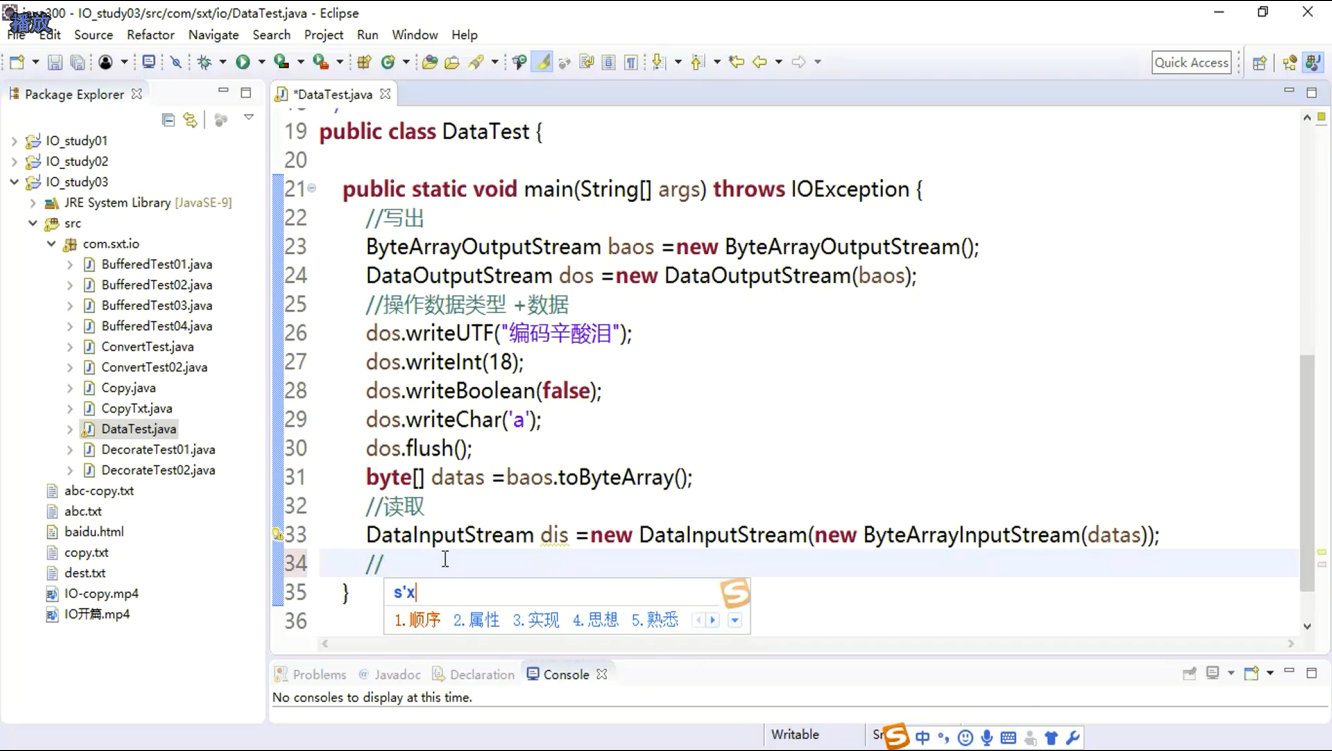 java300 - IO_study03/src/com/sxt/io/DataTest.java - Eclipse
播放
File Edit Source Refactor Navigate Search Project Run Window Help
Quick Access
Package Explorer
*DataTest.java
IO_study01
IO_study02
IO_study03
JRE System Library [JavaSE-9]
src
com.sxt.io
BufferedTest01.java
BufferedTest02.java
BufferedTest03.java
BufferedTest04.java
ConvertTest.java
ConvertTest02.java
Copy.java
CopyTxt.java
DataTest.java
DecorateTest01.java
DecorateTest02.java
abc-copy.txt
abc.txt
baidu.html
copy.txt
dest.txt
IO-copy.mp4
IO开篇.mp4
19 public class DataTest {
20
21 public static void main(String[] args) throws IOException {
22 //写出
23 ByteArrayOutputStream baos =new ByteArrayOutputStream();
24 DataOutputStream dos =new DataOutputStream(baos);
25 //操作数据类型 +数据
26 dos.writeUTF("编码辛酸泪");
27 dos.writeInt(18);
28 dos.writeBoolean(false);
29 dos.writeChar('a');
30 dos.flush();
31 byte[] datas =baos.toByteArray();
32 //读取
33 DataInputStream dis =new DataInputStream(new ByteArrayInputStream(datas));
34 //
35 }
36
s'x
1.顺序 2.属性 3.实现 4.思想 5.熟悉
Problems @ Javadoc Declaration Console
No consoles to display at this time.
Writable
中